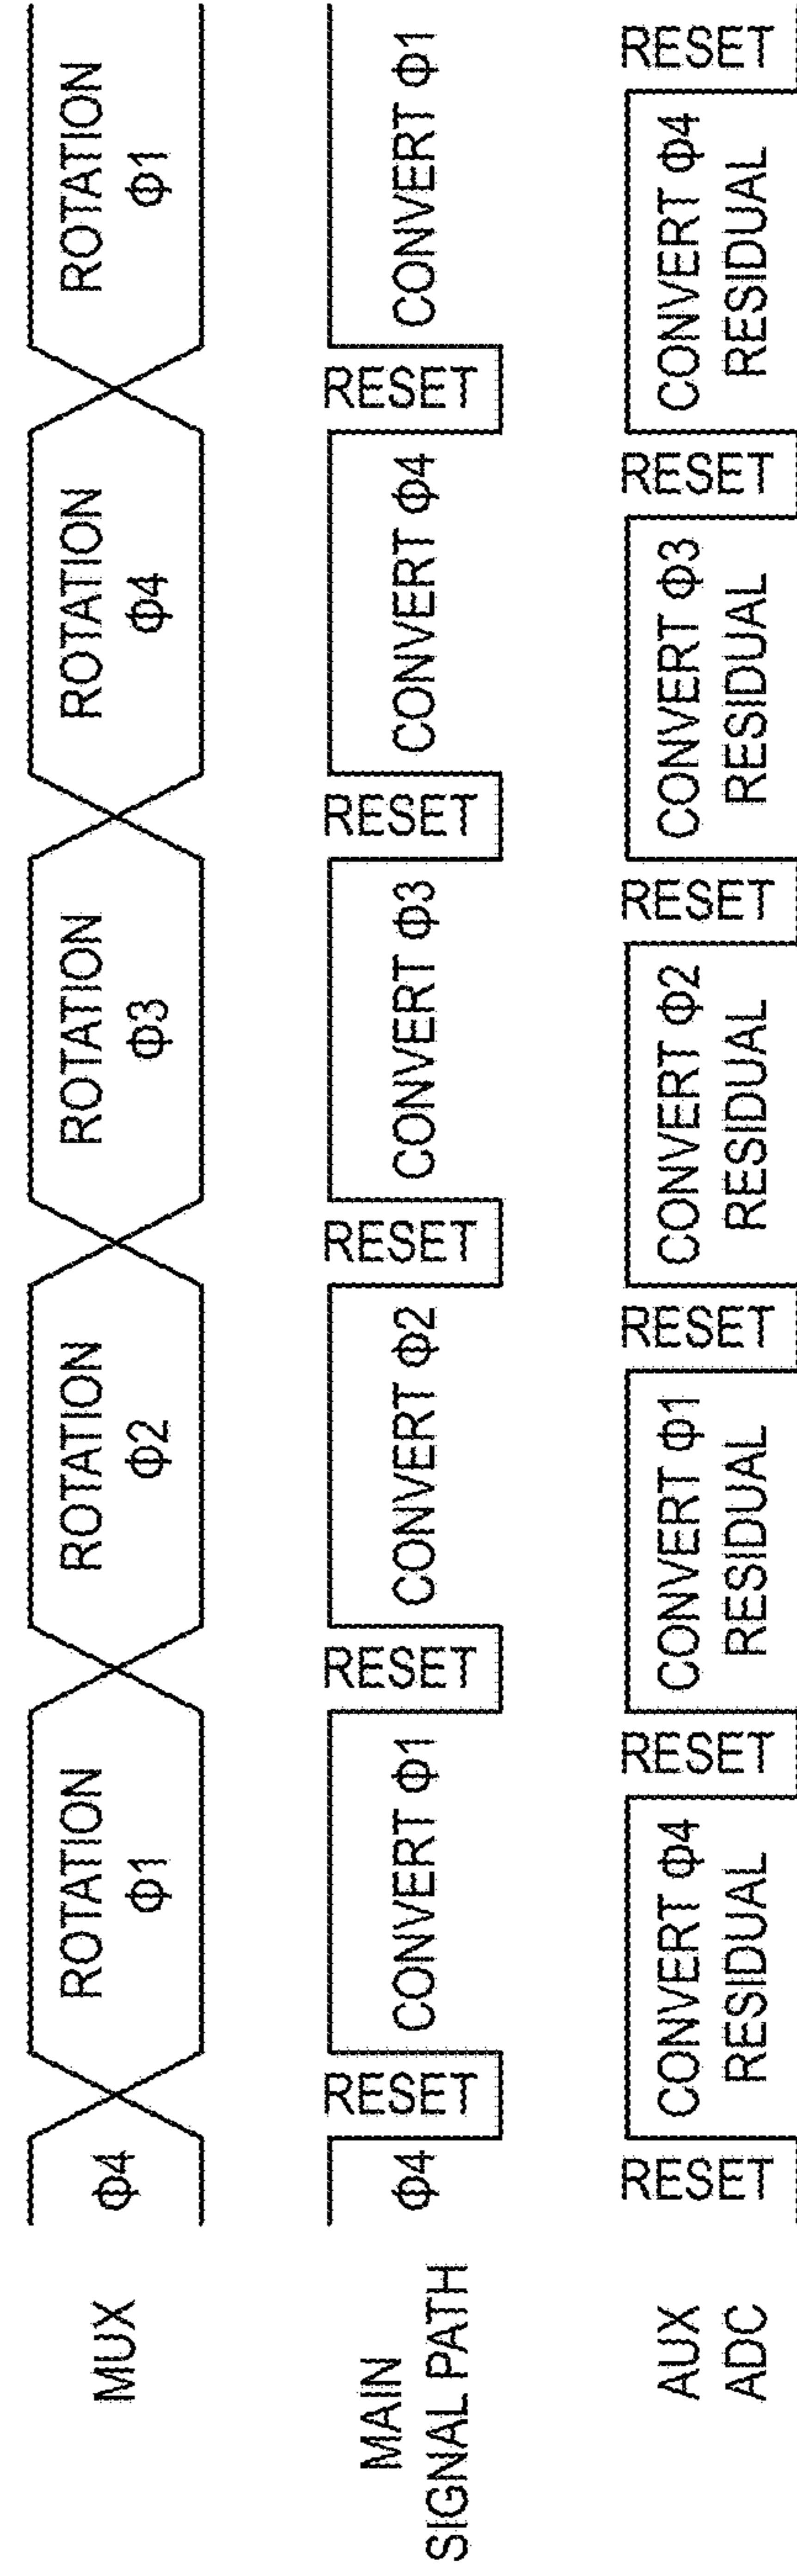 MUX
Φ4
ROTATION
Φ1
ROTATION
Φ2
ROTATION
Φ3
ROTATION
Φ4
ROTATION
Φ1
MAIN
SIGNAL PATH
Φ4
RESET
CONVERT Φ1
RESET
CONVERT Φ2
RESET
CONVERT Φ3
RESET
CONVERT Φ4
RESET
CONVERT Φ1
AUX
ADC
RESET
CONVERT Φ4
RESIDUAL
RESET
CONVERT Φ1
RESIDUAL
RESET
CONVERT Φ2
RESIDUAL
RESET
CONVERT Φ3
RESIDUAL
RESET
CONVERT Φ4
RESIDUAL
RESET